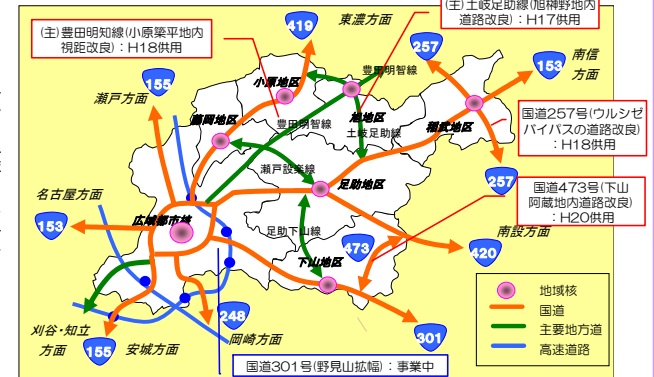 (主)土岐足助線(旭榊野地内
道路改良)：H17供用
東濃方面
(主)豊田明知線(小原簗平地内
視距改良)：H18供用
419
257
豊田明智線
153
南信
方面
155
瀬戸方面
小原地区
藤岡地区
豊田明智線
旭地区
土岐足助線
稲武地区
国道257号(ウルシゼ
バイパスの道路改良)
：H18供用
瀬戸設楽線
足助地区
257
国道473号(下山
阿蔵地内道路改良)
：H20供用
名古屋方面
153
広域都市核
足助下山線
473
南設方面
420
下山地区
地域核
国道
主要地方道
高速道路
248
301
刈谷・知立
方面
155
安城方面
岡崎方面
国道301号(野見山拡幅)：事業中